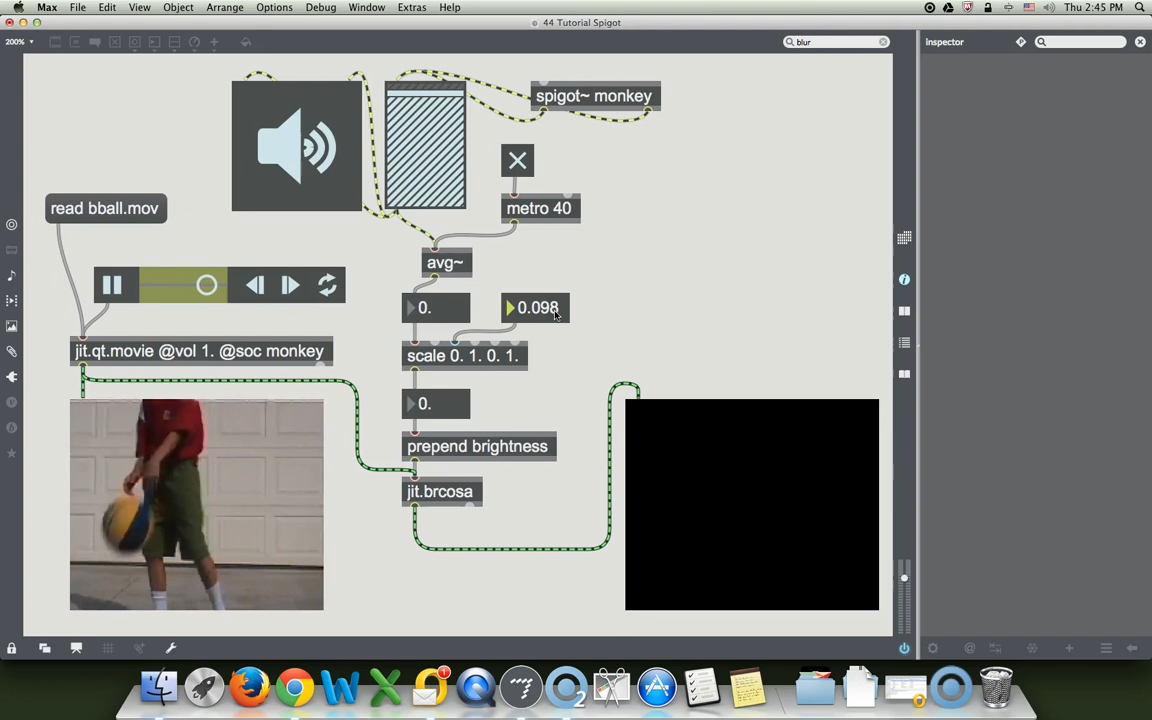 Max File Edit View Object Arrange Options Debug Window Extras Help Thu 2:45 PM
44 Tutorial Spigot
200% blur inspector
spigot~ monkey
read bball.mov
metro 40
avg~
0. 0.098
jit.qt.movie @vol 1. @soc monkey
scale 0. 1. 0. 1.
0.
prepend brightness
jit.brcosa
1
2